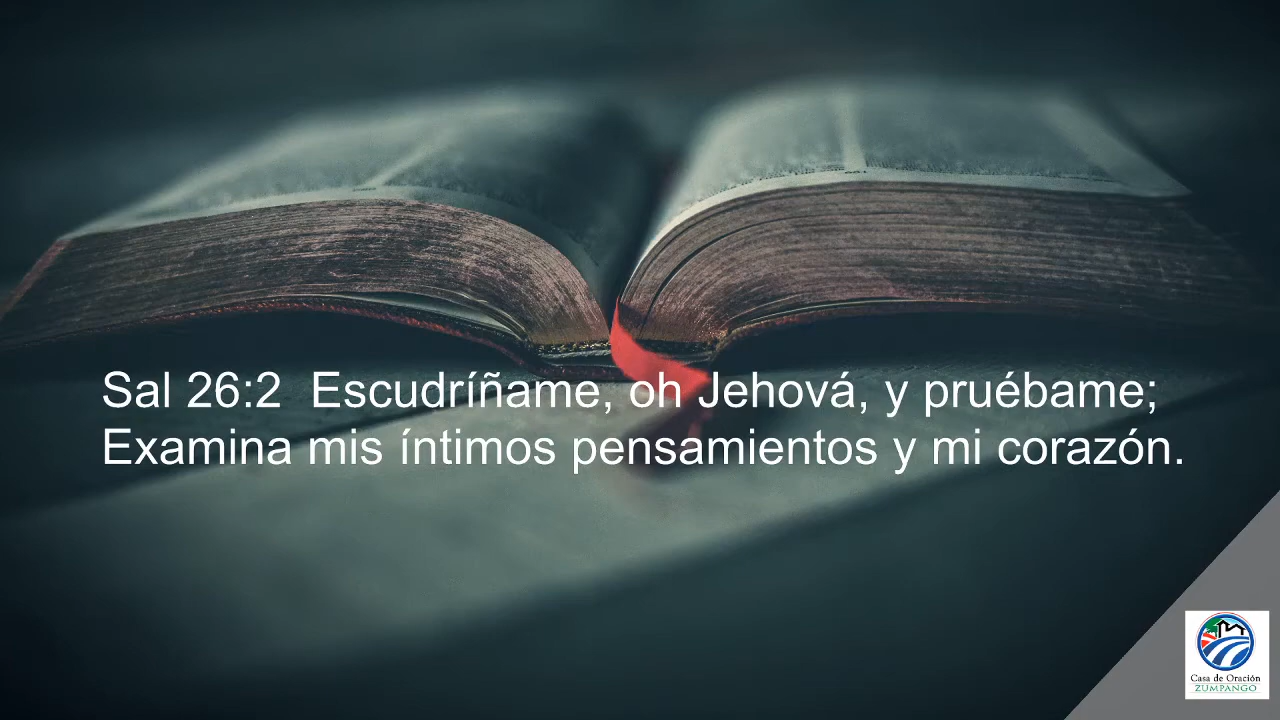 Sal 26:2  Escudríñame, oh Jehová, y pruébame;
Examina mis íntimos pensamientos y mi corazón.
Casa de Oración
ZUMPANGO